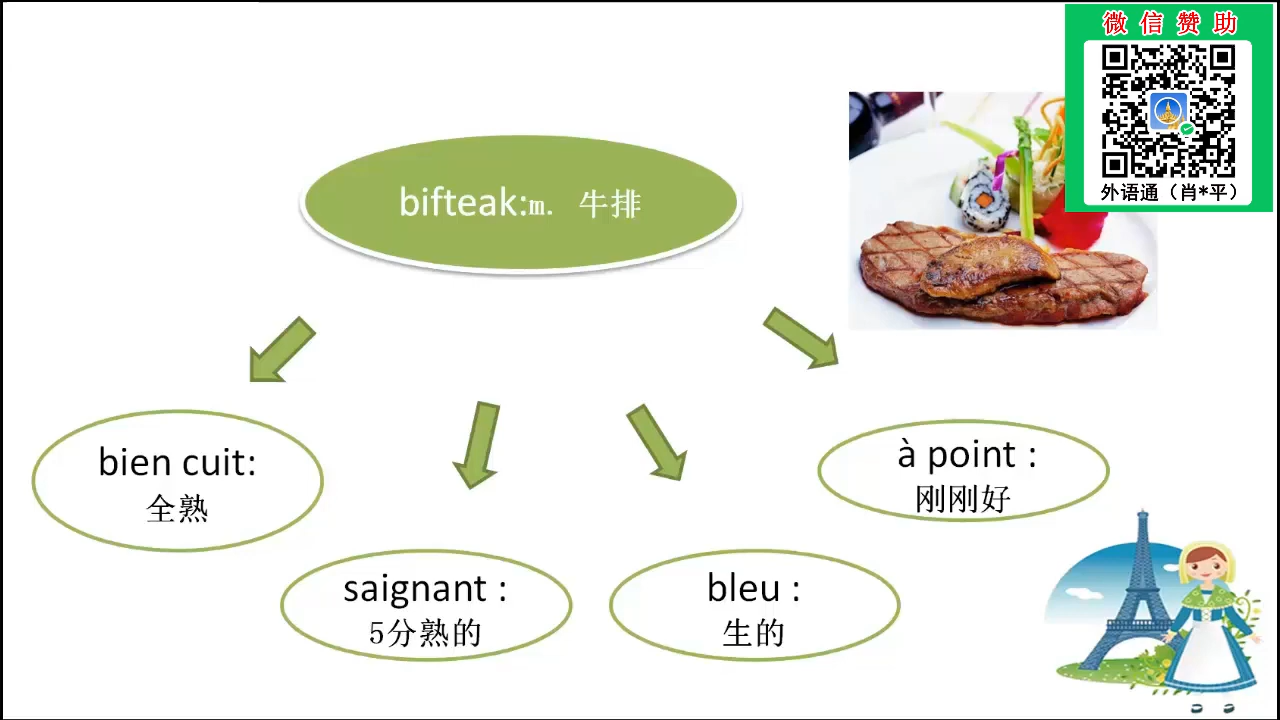 微信赞助
外语通（肖*平）
bifteak:m. 牛排
bien cuit:
全熟
saignant :
5分熟的
bleu :
生的
à point :
刚刚好